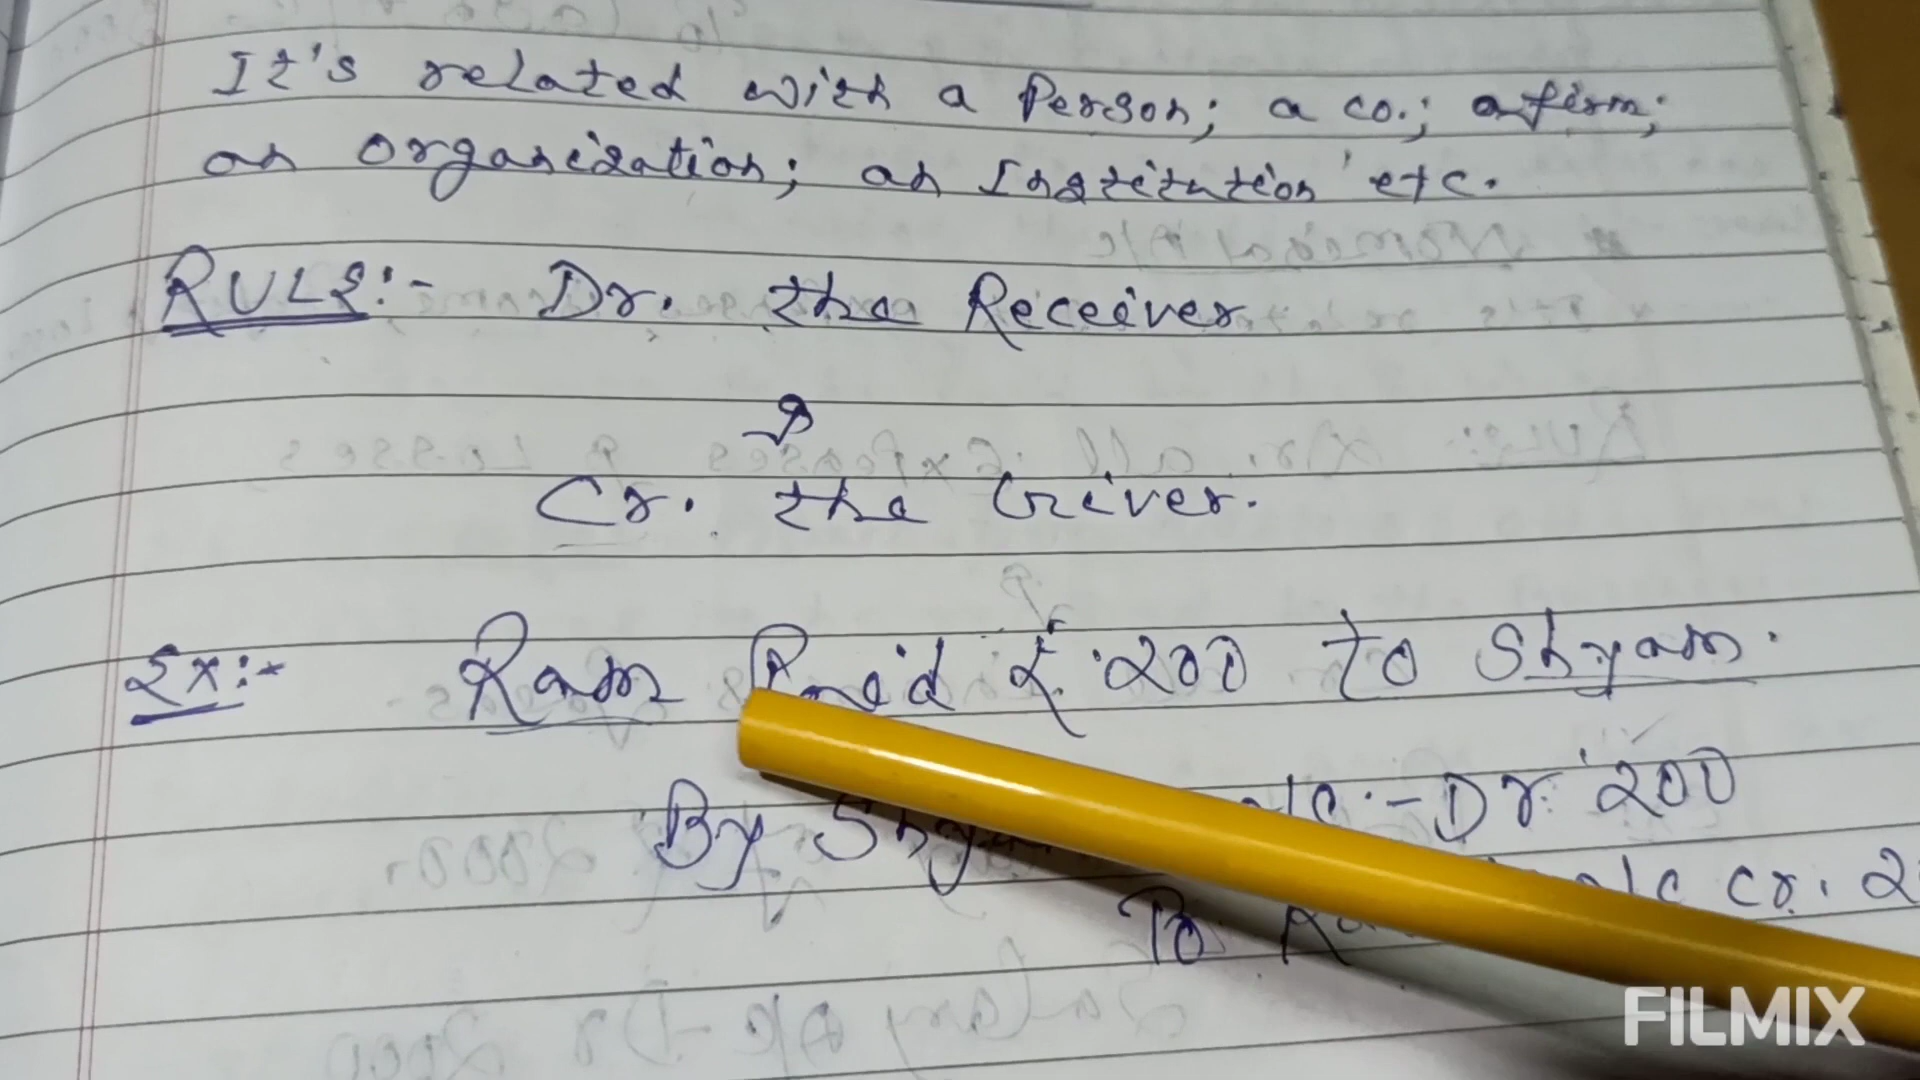 It's related with a Person; a co.; a firm;
an organization; an Institution etc.
RULE:- Dr. the Receiver
&
Cr. the Giver.
Ex:- Ram Paid ₹ 200 to Shyam.
By /c.-Dr 200
To a/c cr.
FILMIX